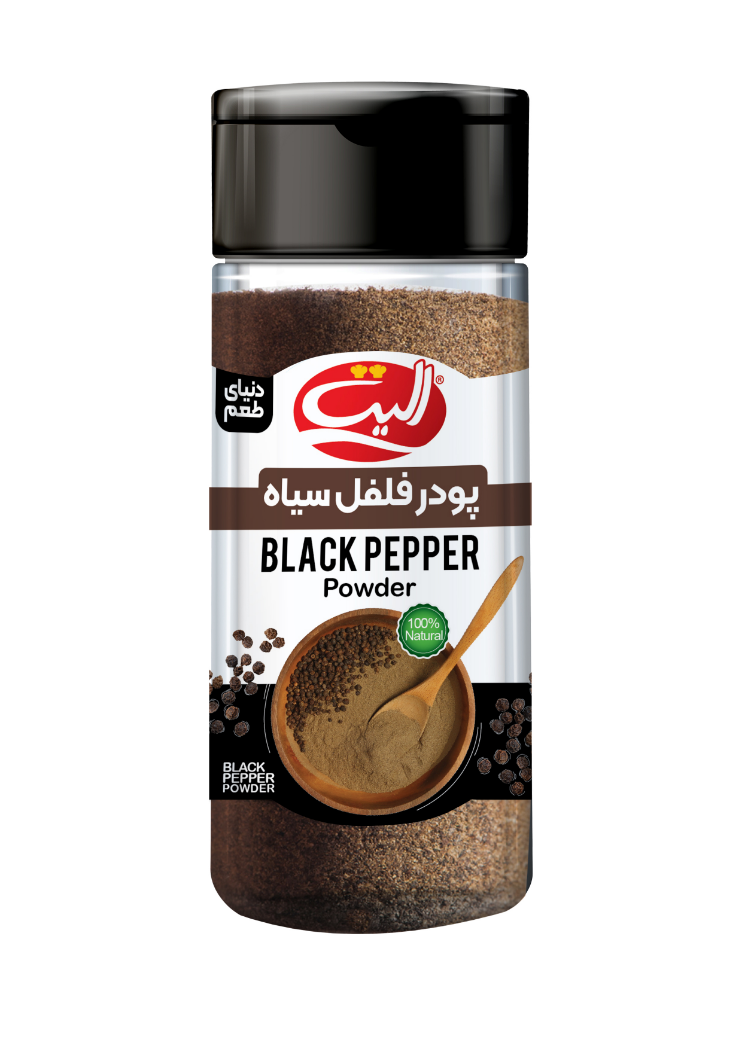 الیت®
دنیای
طعم
پودر فلفل سیاه
BLACK PEPPER
Powder
100%
Natural
BLACK
PEPPER
POWDER